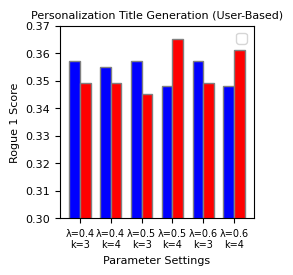 Personalization Title Generation (User-Based)
Rogue 1 Score
0.37
0.36
0.35
0.34
0.33
0.32
0.31
0.30
λ=0.4 λ=0.4 λ=0.5 λ=0.5 λ=0.6 λ=0.6
k=3 k=4 k=3 k=4 k=3 k=4
Parameter Settings